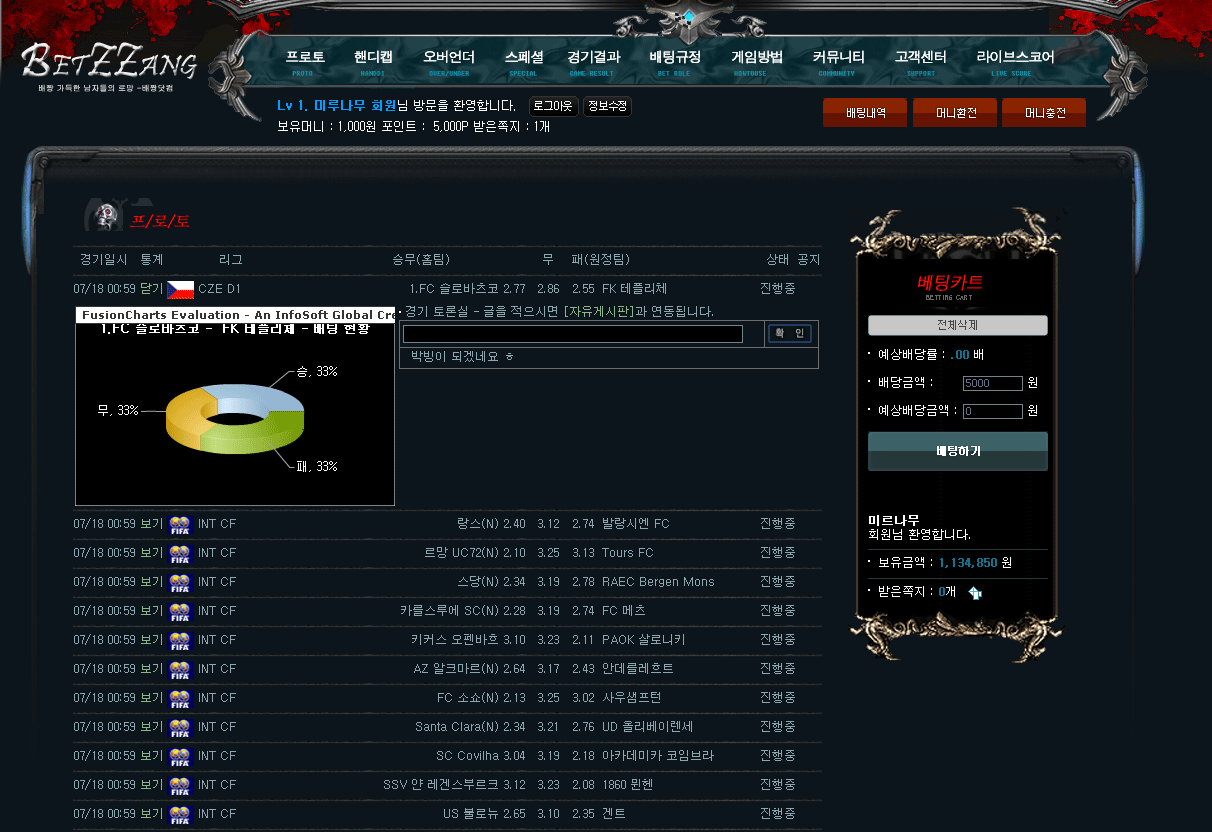 BETZZANG
배짱 가득한 남자들의 로망 -배짱닷컴
프로토 핸디캡 오버언더 스페셜 경기결과 배팅규정 게임방법 커뮤니티 고객센터 라이브스코어
PROTO HANDDI OVER/UNDER SPECIAL GAME RESULT BET RULE HOWTOUSE COMMUNITY SUPPORT LIVE SCORE
Lv 1. 미루나무 회원님 방문을 환영합니다. 로그아웃 정보수정
보유머니 : 1,000원 포인트 : 5,000P 받은쪽지 : 1개
배팅내역 머니환전 머니충전
프/로/토
경기일시 통계 리그 승무(홈팀) 무 패(원정팀) 상태 공지
07/18 00:59 닫기 CZE D1 1.FC 슬로바츠코 2.77 2.86 2.55 FK 테플리체 진행중
FusionCharts Evaluation - An InfoSoft Global Cre
1.FC 슬로바츠코 - FK 테플리체 - 배팅 현황
승, 33%
무, 33%
패, 33%
경기 토론실 - 글을 적으시면 [자유게시판]과 연동됩니다.
확 인
박빙이 되겠네요 ㅎ
07/18 00:59 보기 FIFA INT CF 랑스(N) 2.40 3.12 2.74 발랑시엔 FC 진행중
07/18 00:59 보기 FIFA INT CF 르망 UC72(N) 2.10 3.25 3.13 Tours FC 진행중
07/18 00:59 보기 FIFA INT CF 스당(N) 2.34 3.19 2.78 RAEC Bergen Mons 진행중
07/18 00:59 보기 FIFA INT CF 카를스루에 SC(N) 2.28 3.19 2.74 FC 메츠 진행중
07/18 00:59 보기 FIFA INT CF 키커스 오펜바흐 3.10 3.23 2.11 PAOK 살로니키 진행중
07/18 00:59 보기 FIFA INT CF AZ 알크마르(N) 2.64 3.17 2.43 안데를레흐트 진행중
07/18 00:59 보기 FIFA INT CF FC 소쇼(N) 2.13 3.25 3.02 사우샘프턴 진행중
07/18 00:59 보기 FIFA INT CF Santa Clara(N) 2.34 3.21 2.76 UD 올리베이렌세 진행중
07/18 00:59 보기 FIFA INT CF SC Covilha 3.04 3.19 2.18 아카데미카 코임브라 진행중
07/18 00:59 보기 FIFA INT CF SSV 얀 레겐스부르크 3.12 3.23 2.08 1860 뮌헨 진행중
07/18 00:59 보기 FIFA INT CF US 불로뉴 2.65 3.10 2.35 겐트 진행중
배팅카트
BETTING CART
전체삭제
· 예상배당률 : .00 배
· 배당금액 : 5000 원
· 예상배당금액 : 0 원
배팅하기
미르나무
회원님 환영합니다.
· 보유금액 : 1,134,850 원
· 받은쪽지 : 0개